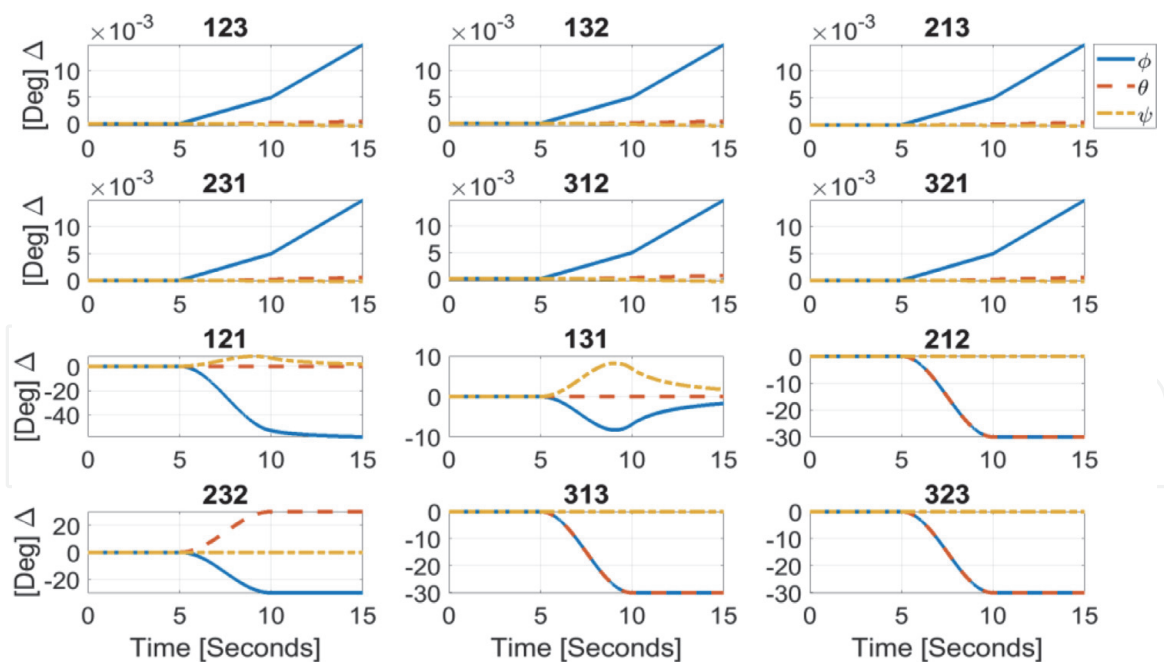 123 132 213
×10⁻³ ×10⁻³ ×10⁻³
[Deg] Δ
10 10 10
5 5 5
0 0 0
0 5 10 15 0 5 10 15 0 5 10 15
ϕ
θ
ψ
231 312 321
×10⁻³ ×10⁻³ ×10⁻³
[Deg] Δ
10 10 10
5 5 5
0 0 0
0 5 10 15 0 5 10 15 0 5 10 15
121 131 212
[Deg] Δ
0 10 0
-20 0 -10
-40 -10 -20
-30
0 5 10 15 0 5 10 15 0 5 10 15
232 313 323
[Deg] Δ
20 0 0
0 -10 -10
-20 -20 -20
-30 -30
0 5 10 15 0 5 10 15 0 5 10 15
Time [Seconds] Time [Seconds] Time [Seconds]